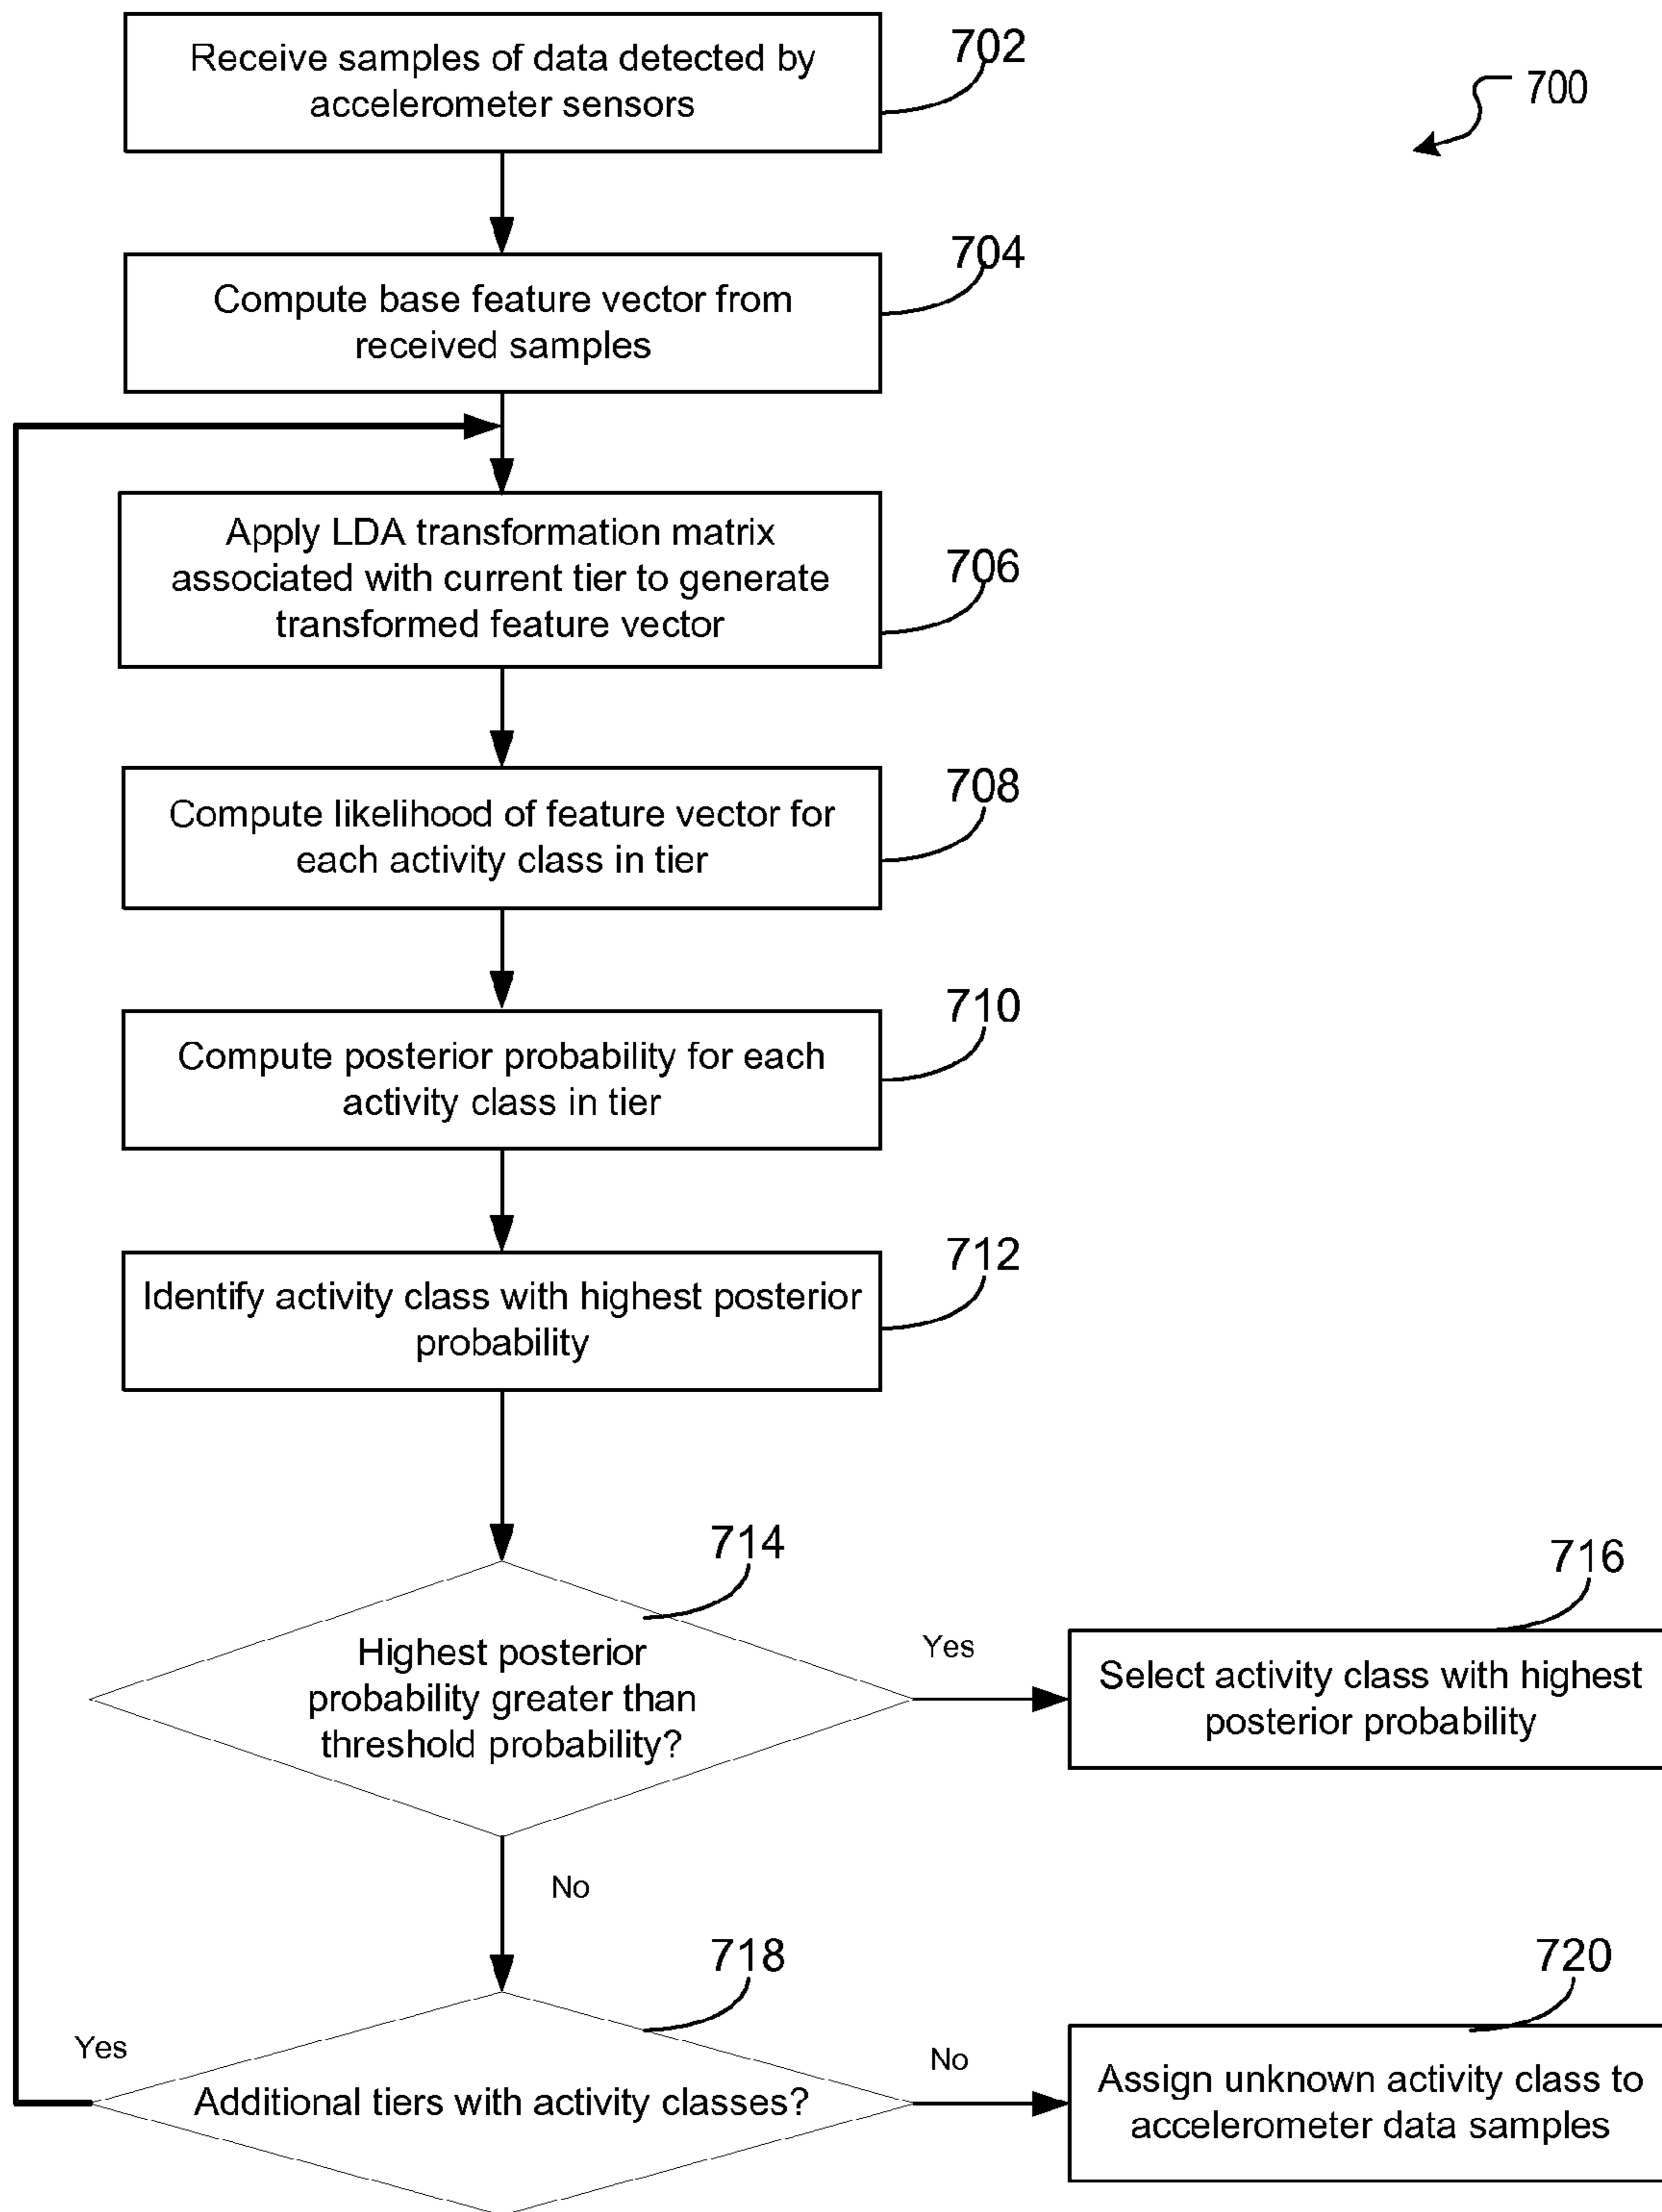 Receive samples of data detected by
accelerometer sensors
702
700
Compute base feature vector from
received samples
704
Apply LDA transformation matrix
associated with current tier to generate
transformed feature vector
706
Compute likelihood of feature vector for
each activity class in tier
708
Compute posterior probability for each
activity class in tier
710
Identify activity class with highest posterior
probability
712
714
Highest posterior
probability greater than
threshold probability?
Yes
716
Select activity class with highest
posterior probability
No
718
Additional tiers with activity classes?
Yes
No
720
Assign unknown activity class to
accelerometer data samples